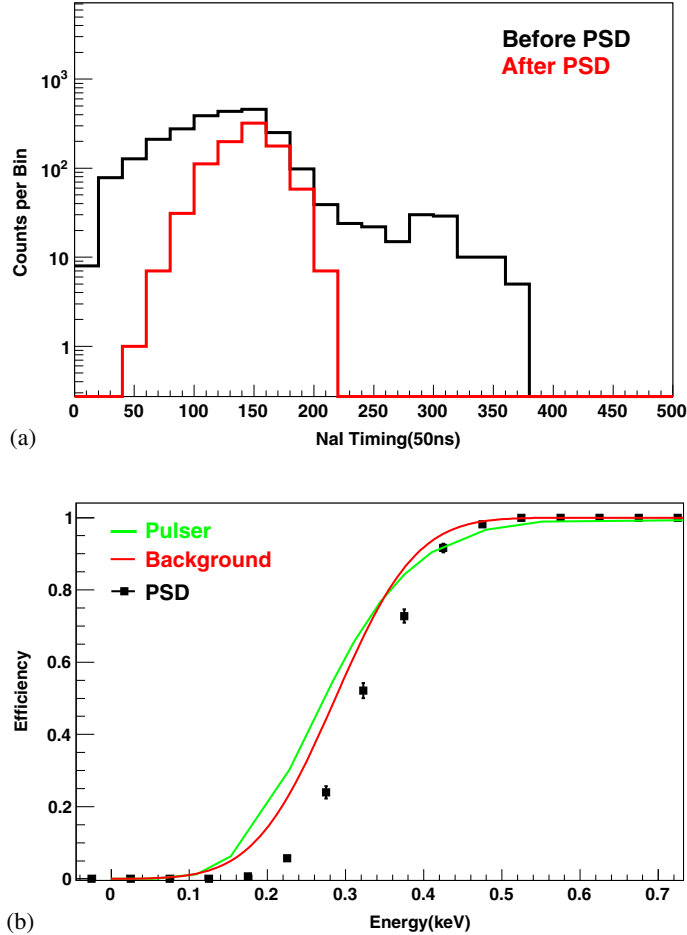 Before PSD
After PSD
Counts per Bin
10³
10²
10
1
0 50 100 150 200 250 300 350 400 450 500
NaI Timing(50ns)
(a)
Pulser
Background
PSD
Efficiency
1
0.8
0.6
0.4
0.2
0
0 0.1 0.2 0.3 0.4 0.5 0.6 0.7
Energy(keV)
(b)